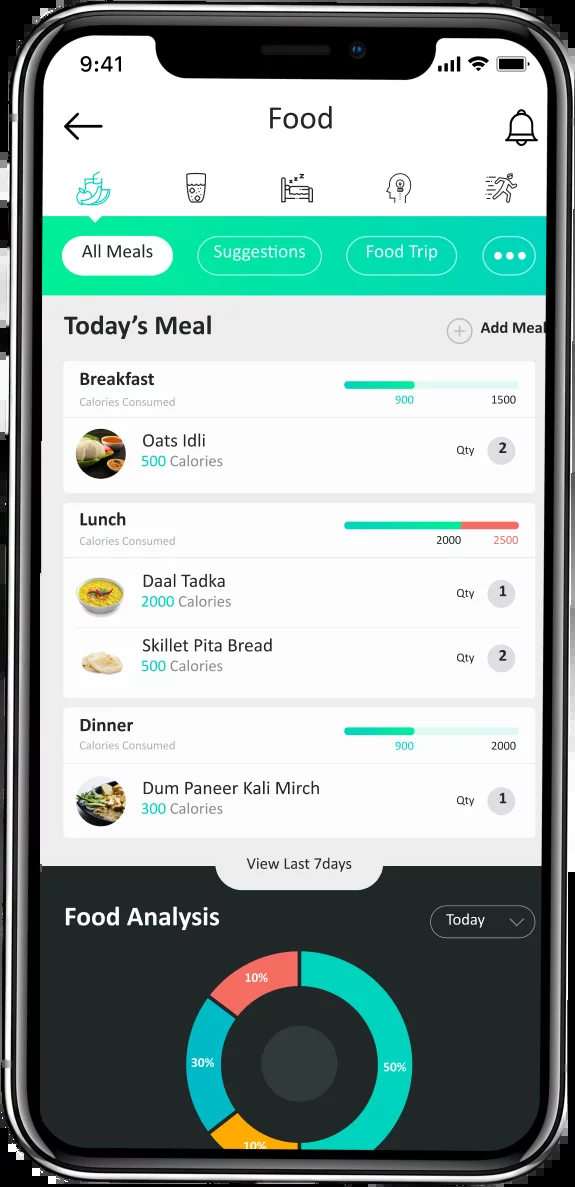 9:41
Food
All Meals
Suggestions
Food Trip
Today's Meal
Add Meal
Breakfast
Calories Consumed
900
1500
Oats Idli
500 Calories
Qty
2
Lunch
Calories Consumed
2000
2500
Daal Tadka
2000 Calories
Qty
1
Skillet Pita Bread
500 Calories
Qty
2
Dinner
Calories Consumed
900
2000
Dum Paneer Kali Mirch
300 Calories
Qty
1
View Last 7days
Food Analysis
Today
10%
30%
50%
10%